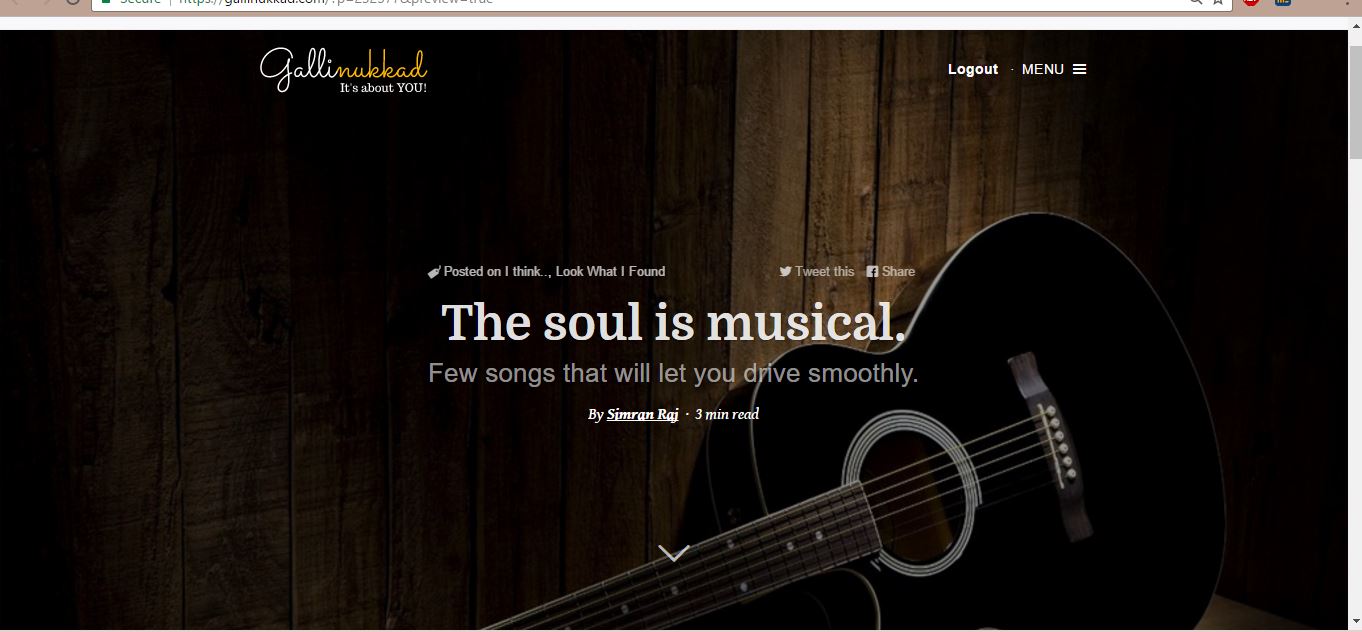 Secure | https://gallinukkad.com/?p=252971&preview=true
Gallinukkad
It's about YOU!
Logout · MENU
Posted on I think.., Look What I Found
Tweet this Share
The soul is musical.
Few songs that will let you drive smoothly.
By Simran Raj · 3 min read